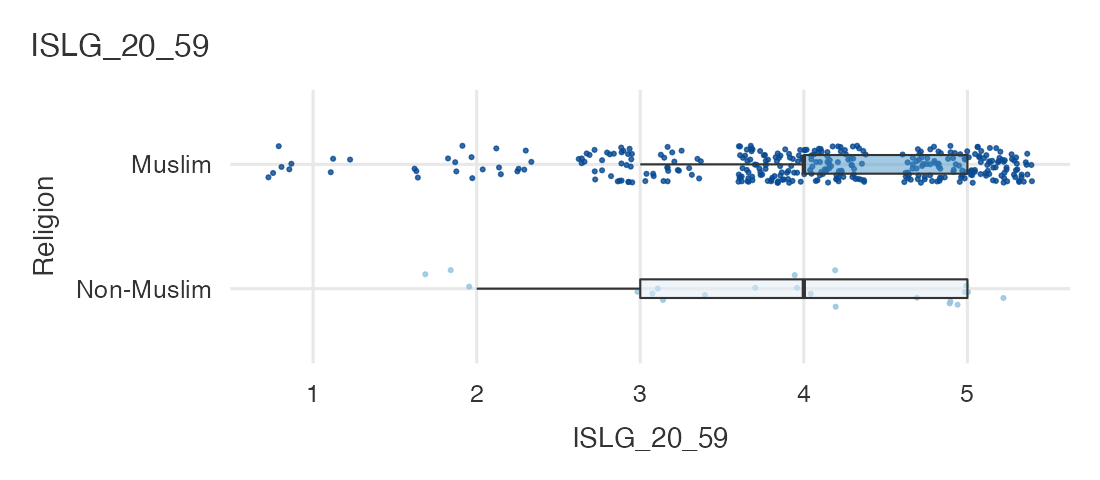 ISLG_20_59
Muslim
Non-Muslim
Religion
1 2 3 4 5
ISLG_20_59